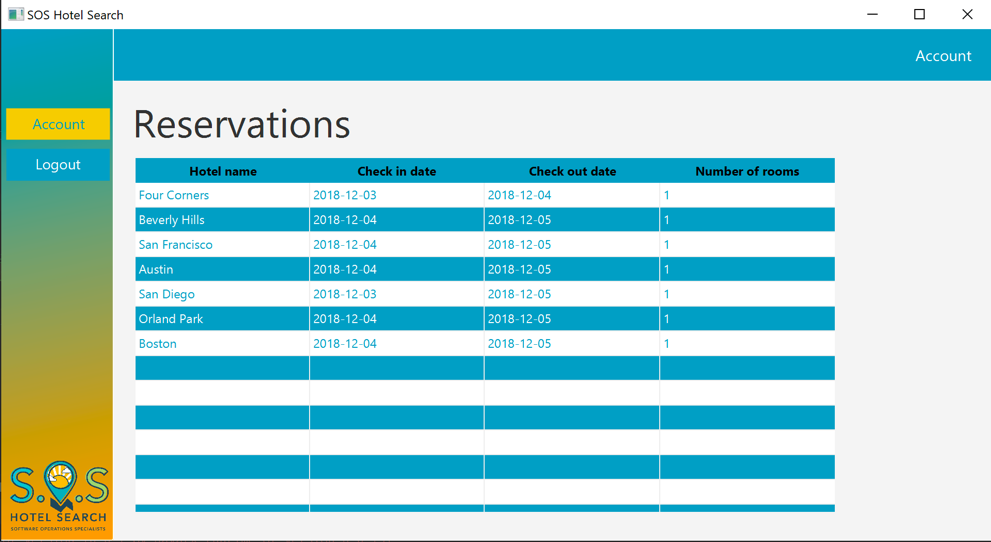 SOS Hotel Search
Account
Account
Logout
Reservations
Hotel name Check in date Check out date Number of rooms
Four Corners 2018-12-03 2018-12-04 1
Beverly Hills 2018-12-04 2018-12-05 1
San Francisco 2018-12-04 2018-12-05 1
Austin 2018-12-04 2018-12-05 1
San Diego 2018-12-03 2018-12-05 1
Orland Park 2018-12-04 2018-12-05 1
Boston 2018-12-04 2018-12-05 1
S.O.S
HOTEL SEARCH
SOFTWARE OPERATIONS SPECIALISTS